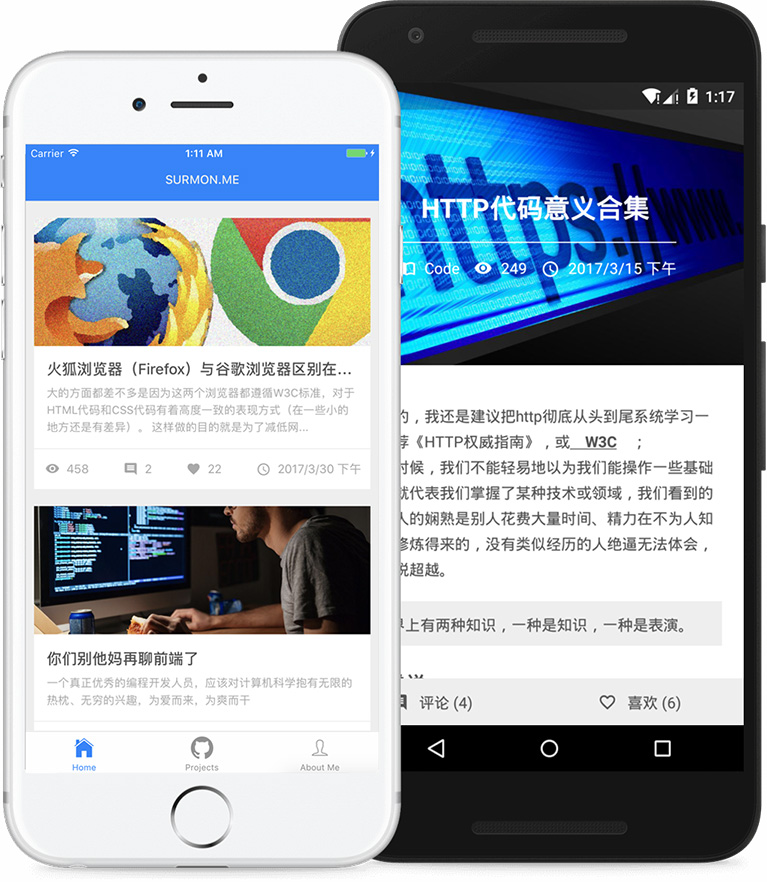 Carrier
1:11 AM
SURMON.ME
火狐浏览器（Firefox）与谷歌浏览器区别在...
大的方面都差不多是因为这两个浏览器都遵循W3C标准，对于
HTML代码和CSS代码有着高度一致的表现方式（在一些小的
地方还是有差异）。 这样做的目的就是为了减低网...
458
2
22
2017/3/30 下午
你们别他妈再聊前端了
一个真正优秀的编程开发人员，应该对计算机科学抱有无限的
热枕、无穷的兴趣，为爱而来，为爽而干
Home
Projects
About Me
1:17
https://www.
HTTP代码意义合集
Code
249
2017/3/15 下午
的，我还是建议把http彻底从头到尾系统学习一
荐《HTTP权威指南》，或 W3C ；
时候，我们不能轻易地以为我们能操作一些基础
就代表我们掌握了某种技术或领域，我们看到的
人的娴熟是别人花费大量时间、精力在不为人知
修炼得来的，没有类似经历的人绝逼无法体会，
说超越。
界上有两种知识，一种是知识，一种是表演。
评论 (4)
喜欢 (6)